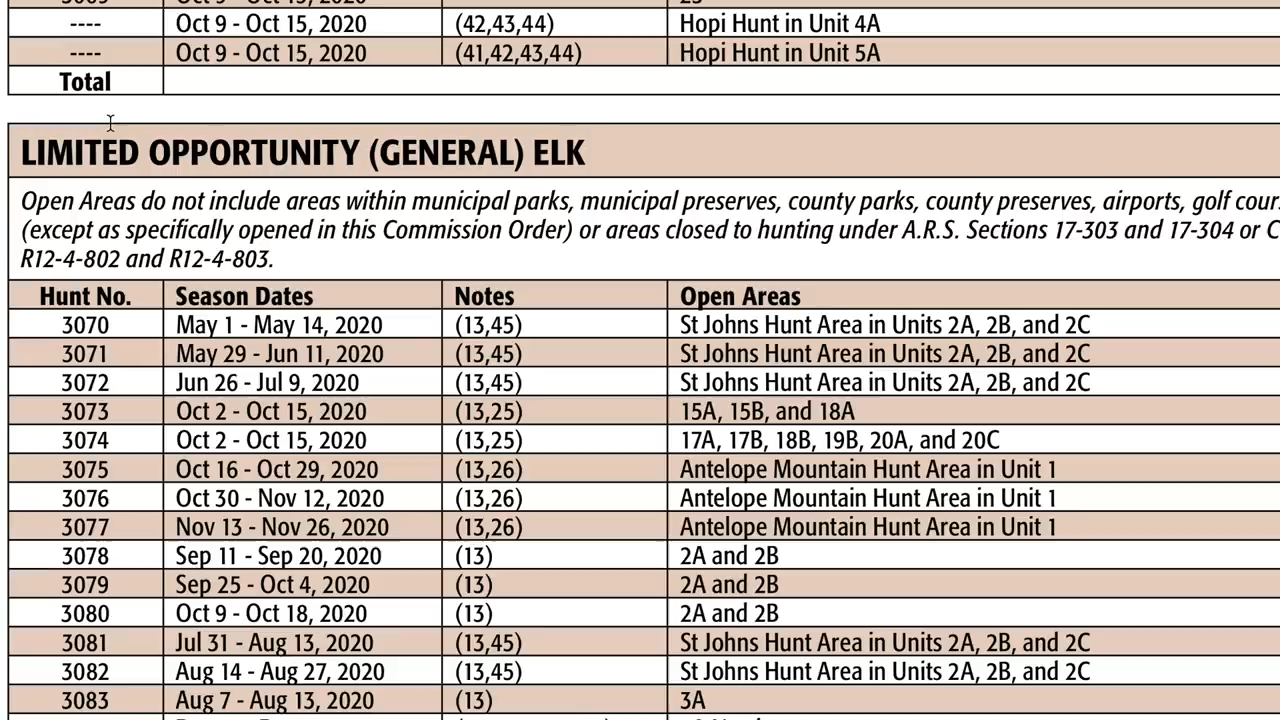 ---- Oct 9 - Oct 15, 2020 (42,43,44) Hopi Hunt in Unit 4A
---- Oct 9 - Oct 15, 2020 (41,42,43,44) Hopi Hunt in Unit 5A
Total
LIMITED OPPORTUNITY (GENERAL) ELK
Open Areas do not include areas within municipal parks, municipal preserves, county parks, county preserves, airports, golf cour
(except as specifically opened in this Commission Order) or areas closed to hunting under A.R.S. Sections 17-303 and 17-304 or C
R12-4-802 and R12-4-803.
Hunt No. Season Dates Notes Open Areas
3070 May 1 - May 14, 2020 (13,45) St Johns Hunt Area in Units 2A, 2B, and 2C
3071 May 29 - Jun 11, 2020 (13,45) St Johns Hunt Area in Units 2A, 2B, and 2C
3072 Jun 26 - Jul 9, 2020 (13,45) St Johns Hunt Area in Units 2A, 2B, and 2C
3073 Oct 2 - Oct 15, 2020 (13,25) 15A, 15B, and 18A
3074 Oct 2 - Oct 15, 2020 (13,25) 17A, 17B, 18B, 19B, 20A, and 20C
3075 Oct 16 - Oct 29, 2020 (13,26) Antelope Mountain Hunt Area in Unit 1
3076 Oct 30 - Nov 12, 2020 (13,26) Antelope Mountain Hunt Area in Unit 1
3077 Nov 13 - Nov 26, 2020 (13,26) Antelope Mountain Hunt Area in Unit 1
3078 Sep 11 - Sep 20, 2020 (13) 2A and 2B
3079 Sep 25 - Oct 4, 2020 (13) 2A and 2B
3080 Oct 9 - Oct 18, 2020 (13) 2A and 2B
3081 Jul 31 - Aug 13, 2020 (13,45) St Johns Hunt Area in Units 2A, 2B, and 2C
3082 Aug 14 - Aug 27, 2020 (13,45) St Johns Hunt Area in Units 2A, 2B, and 2C
3083 Aug 7 - Aug 13, 2020 (13) 3A